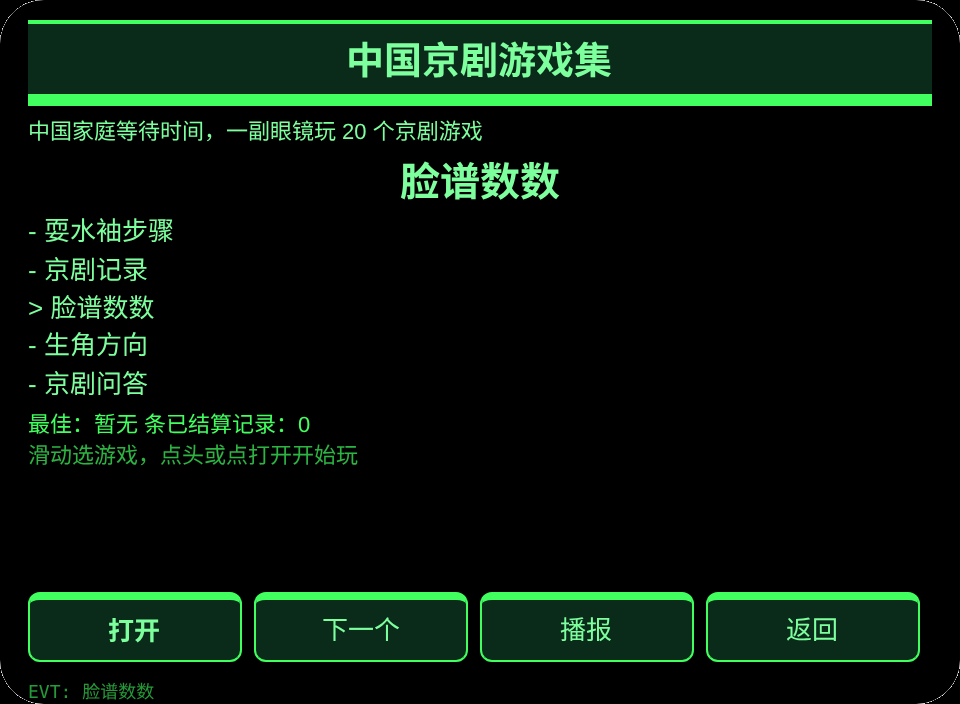 中国京剧游戏集
中国家庭等待时间，一副眼镜玩 20 个京剧游戏
脸谱数数
- 耍水袖步骤
- 京剧记录
> 脸谱数数
- 生角方向
- 京剧问答
最佳：暂无 条已结算记录：0
滑动选游戏，点头或点打开开始玩
打开 下一个 播报 返回
EVT: 脸谱数数